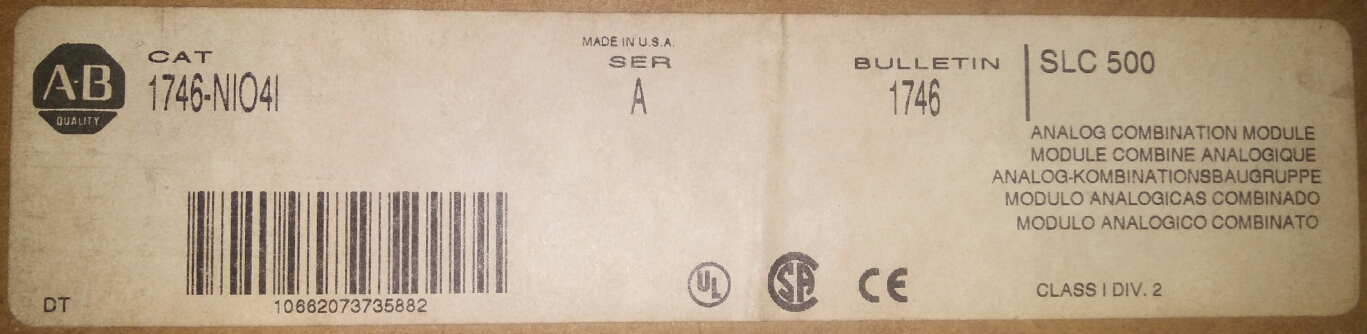 A-B
QUALITY
CAT
1746-NIO4I
MADE IN U.S.A.
SER
A
BULLETIN
1746
SLC 500
ANALOG COMBINATION MODULE
MODULE COMBINE ANALOGIQUE
ANALOG-KOMBINATIONSBAUGRUPPE
MODULO ANALOGICAS COMBINADO
MODULO ANALOGICO COMBINATO
DT
10662073735882
UL
SA
CE
CLASS I DIV. 2